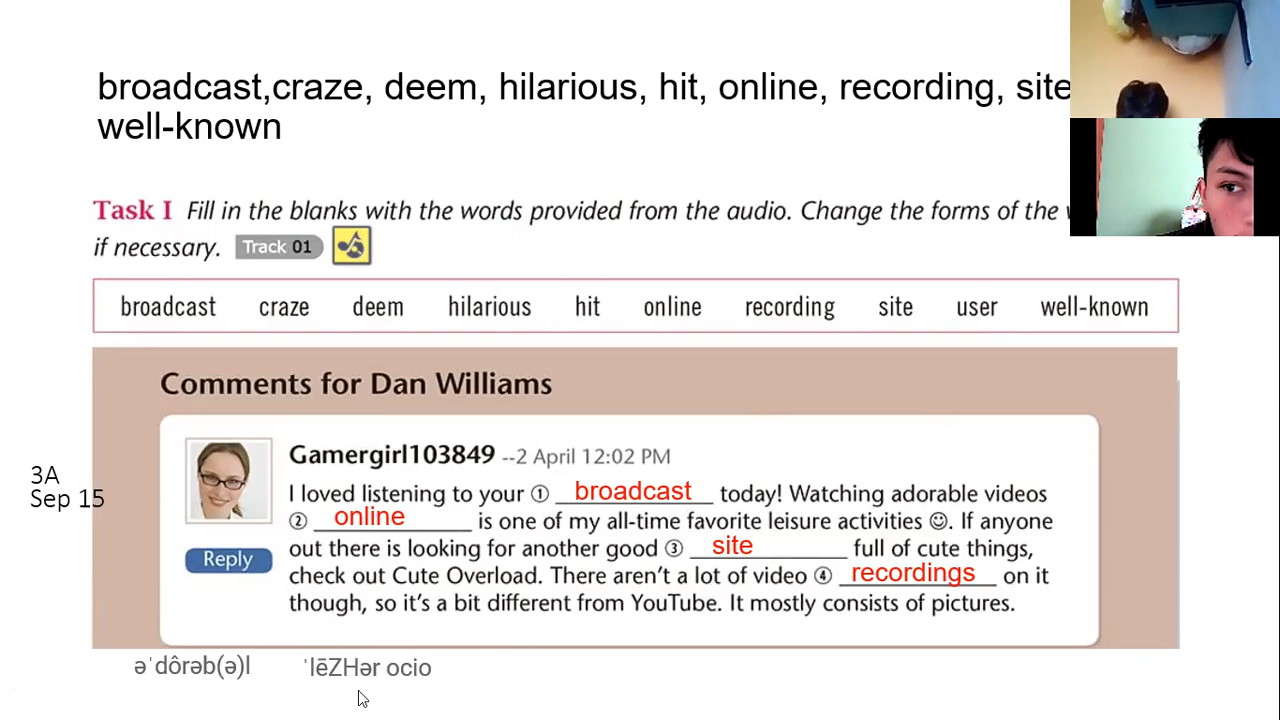 broadcast,craze, deem, hilarious, hit, online, recording, site
well-known
Task I Fill in the blanks with the words provided from the audio. Change the forms of the
if necessary. Track 01
broadcast craze deem hilarious hit online recording site user well-known
Comments for Dan Williams
Gamergirl103849 --2 April 12:02 PM
I loved listening to your ① broadcast today! Watching adorable videos
② online is one of my all-time favorite leisure activities ☺. If anyone
out there is looking for another good ③ site full of cute things,
check out Cute Overload. There aren't a lot of video ④ recordings on it
though, so it's a bit different from YouTube. It mostly consists of pictures.
Reply
3A
Sep 15
əˈdôrəb(ə)l ˈlēZHər ocio